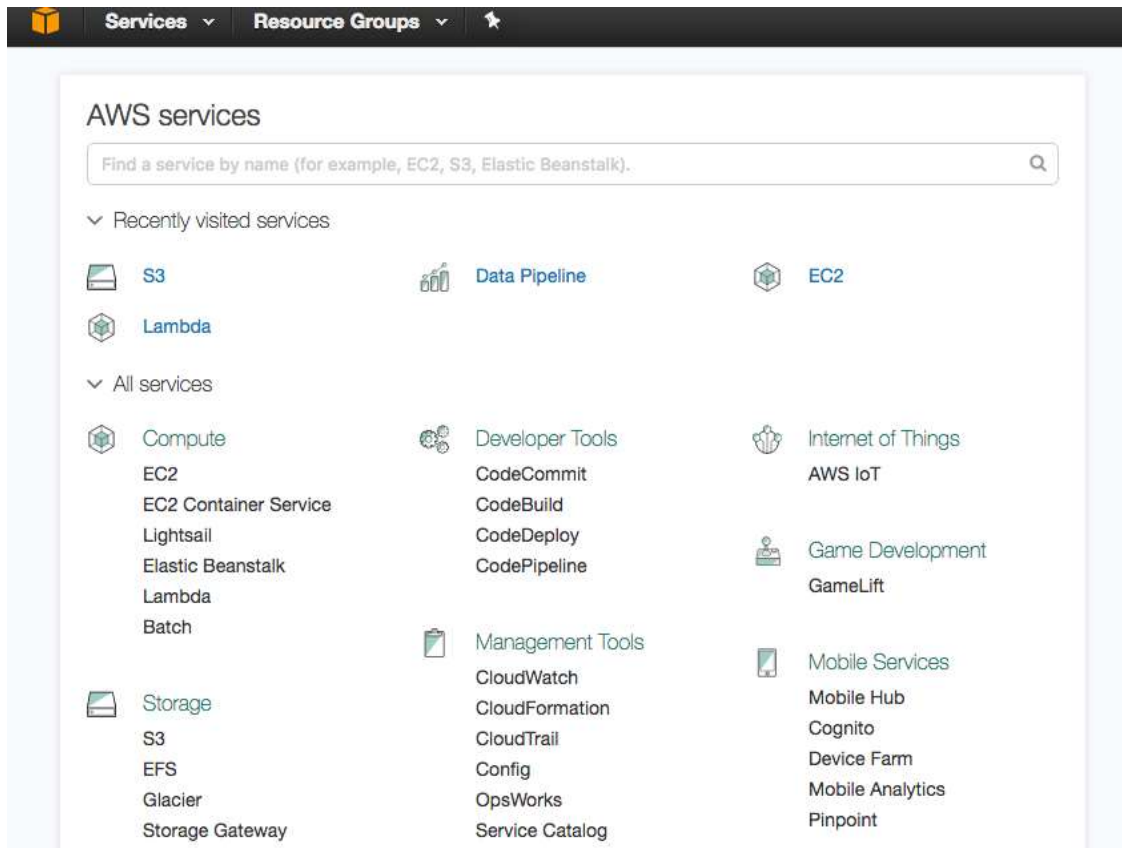 Services Resource Groups
AWS services
Find a service by name (for example, EC2, S3, Elastic Beanstalk).
Recently visited services
S3
Data Pipeline
EC2
Lambda
All services
Compute
EC2
EC2 Container Service
Lightsail
Elastic Beanstalk
Lambda
Batch
Storage
S3
EFS
Glacier
Storage Gateway
Developer Tools
CodeCommit
CodeBuild
CodeDeploy
CodePipeline
Management Tools
CloudWatch
CloudFormation
CloudTrail
Config
OpsWorks
Service Catalog
Internet of Things
AWS IoT
Game Development
GameLift
Mobile Services
Mobile Hub
Cognito
Device Farm
Mobile Analytics
Pinpoint